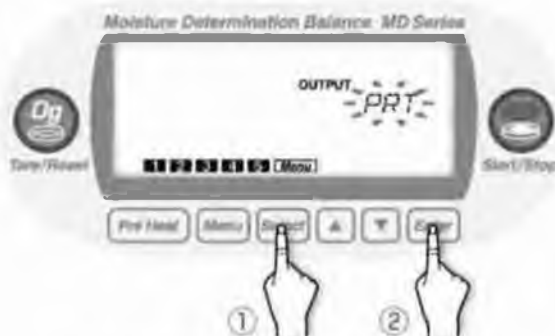 Moisture Determination Balance MD Series
OUTPUT
PRT
0g
Tare/Reset
Start/Stop
1 2 3 4 5 Menu
Pre Heat Menu Select ▲ ▼ Enter
① ②